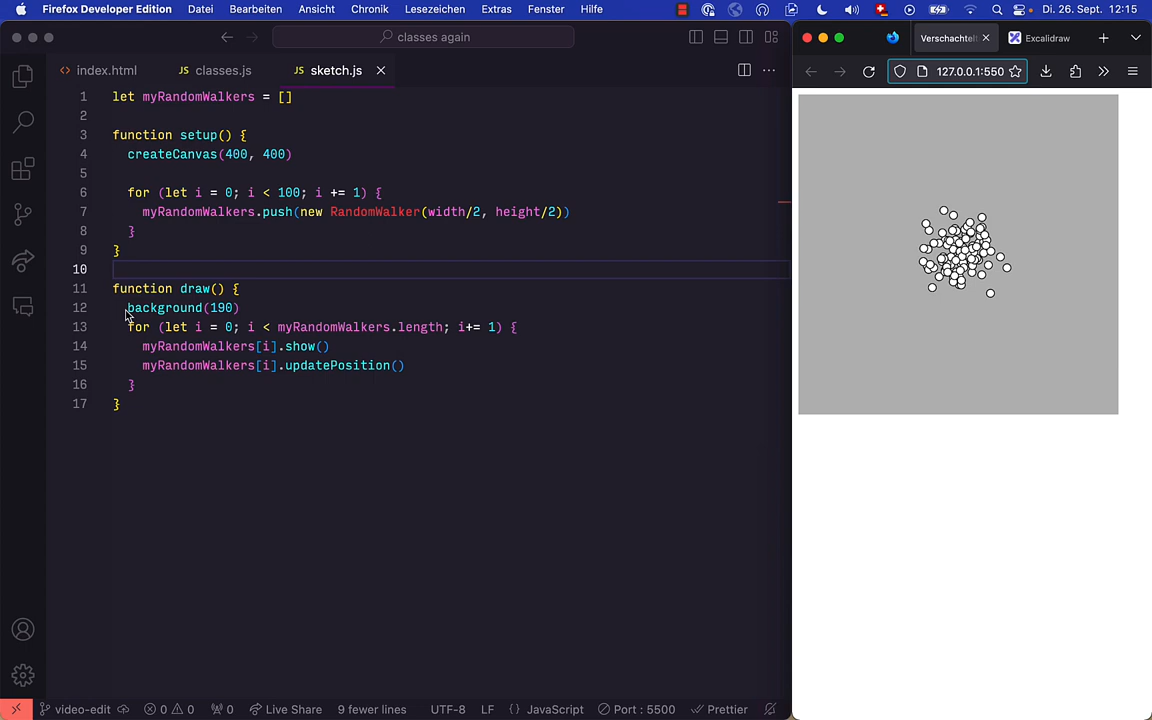 Firefox Developer Edition Datei Bearbeiten Ansicht Chronik Lesezeichen Extras Fenster Hilfe Di. 26. Sept. 12:15
classes again
index.html JS classes.js JS sketch.js
1 let myRandomWalkers = []
2
3 function setup() {
4 createCanvas(400, 400)
5
6 for (let i = 0; i < 100; i += 1) {
7 myRandomWalkers.push(new RandomWalker(width/2, height/2))
8 }
9 }
10
11 function draw() {
12 background(190)
13 for (let i = 0; i < myRandomWalkers.length; i+= 1) {
14 myRandomWalkers[i].show()
15 myRandomWalkers[i].updatePosition()
16 }
17 }
video-edit 0 0 0 Live Share 9 fewer lines UTF-8 LF {} JavaScript Port : 5500 Prettier
Verschachtel Excalidraw
127.0.0.1:550